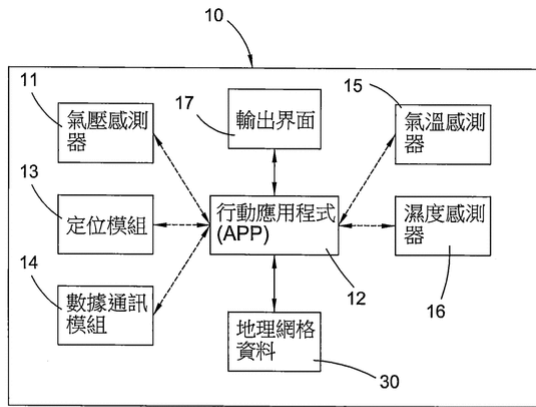 10
11
氣壓感測
器
17
輸出界面
15
氣溫感測
器
13
定位模組
行動應用程式
(APP)
12
濕度感測
器
16
14
數據通訊
模組
地理網格
資料
30